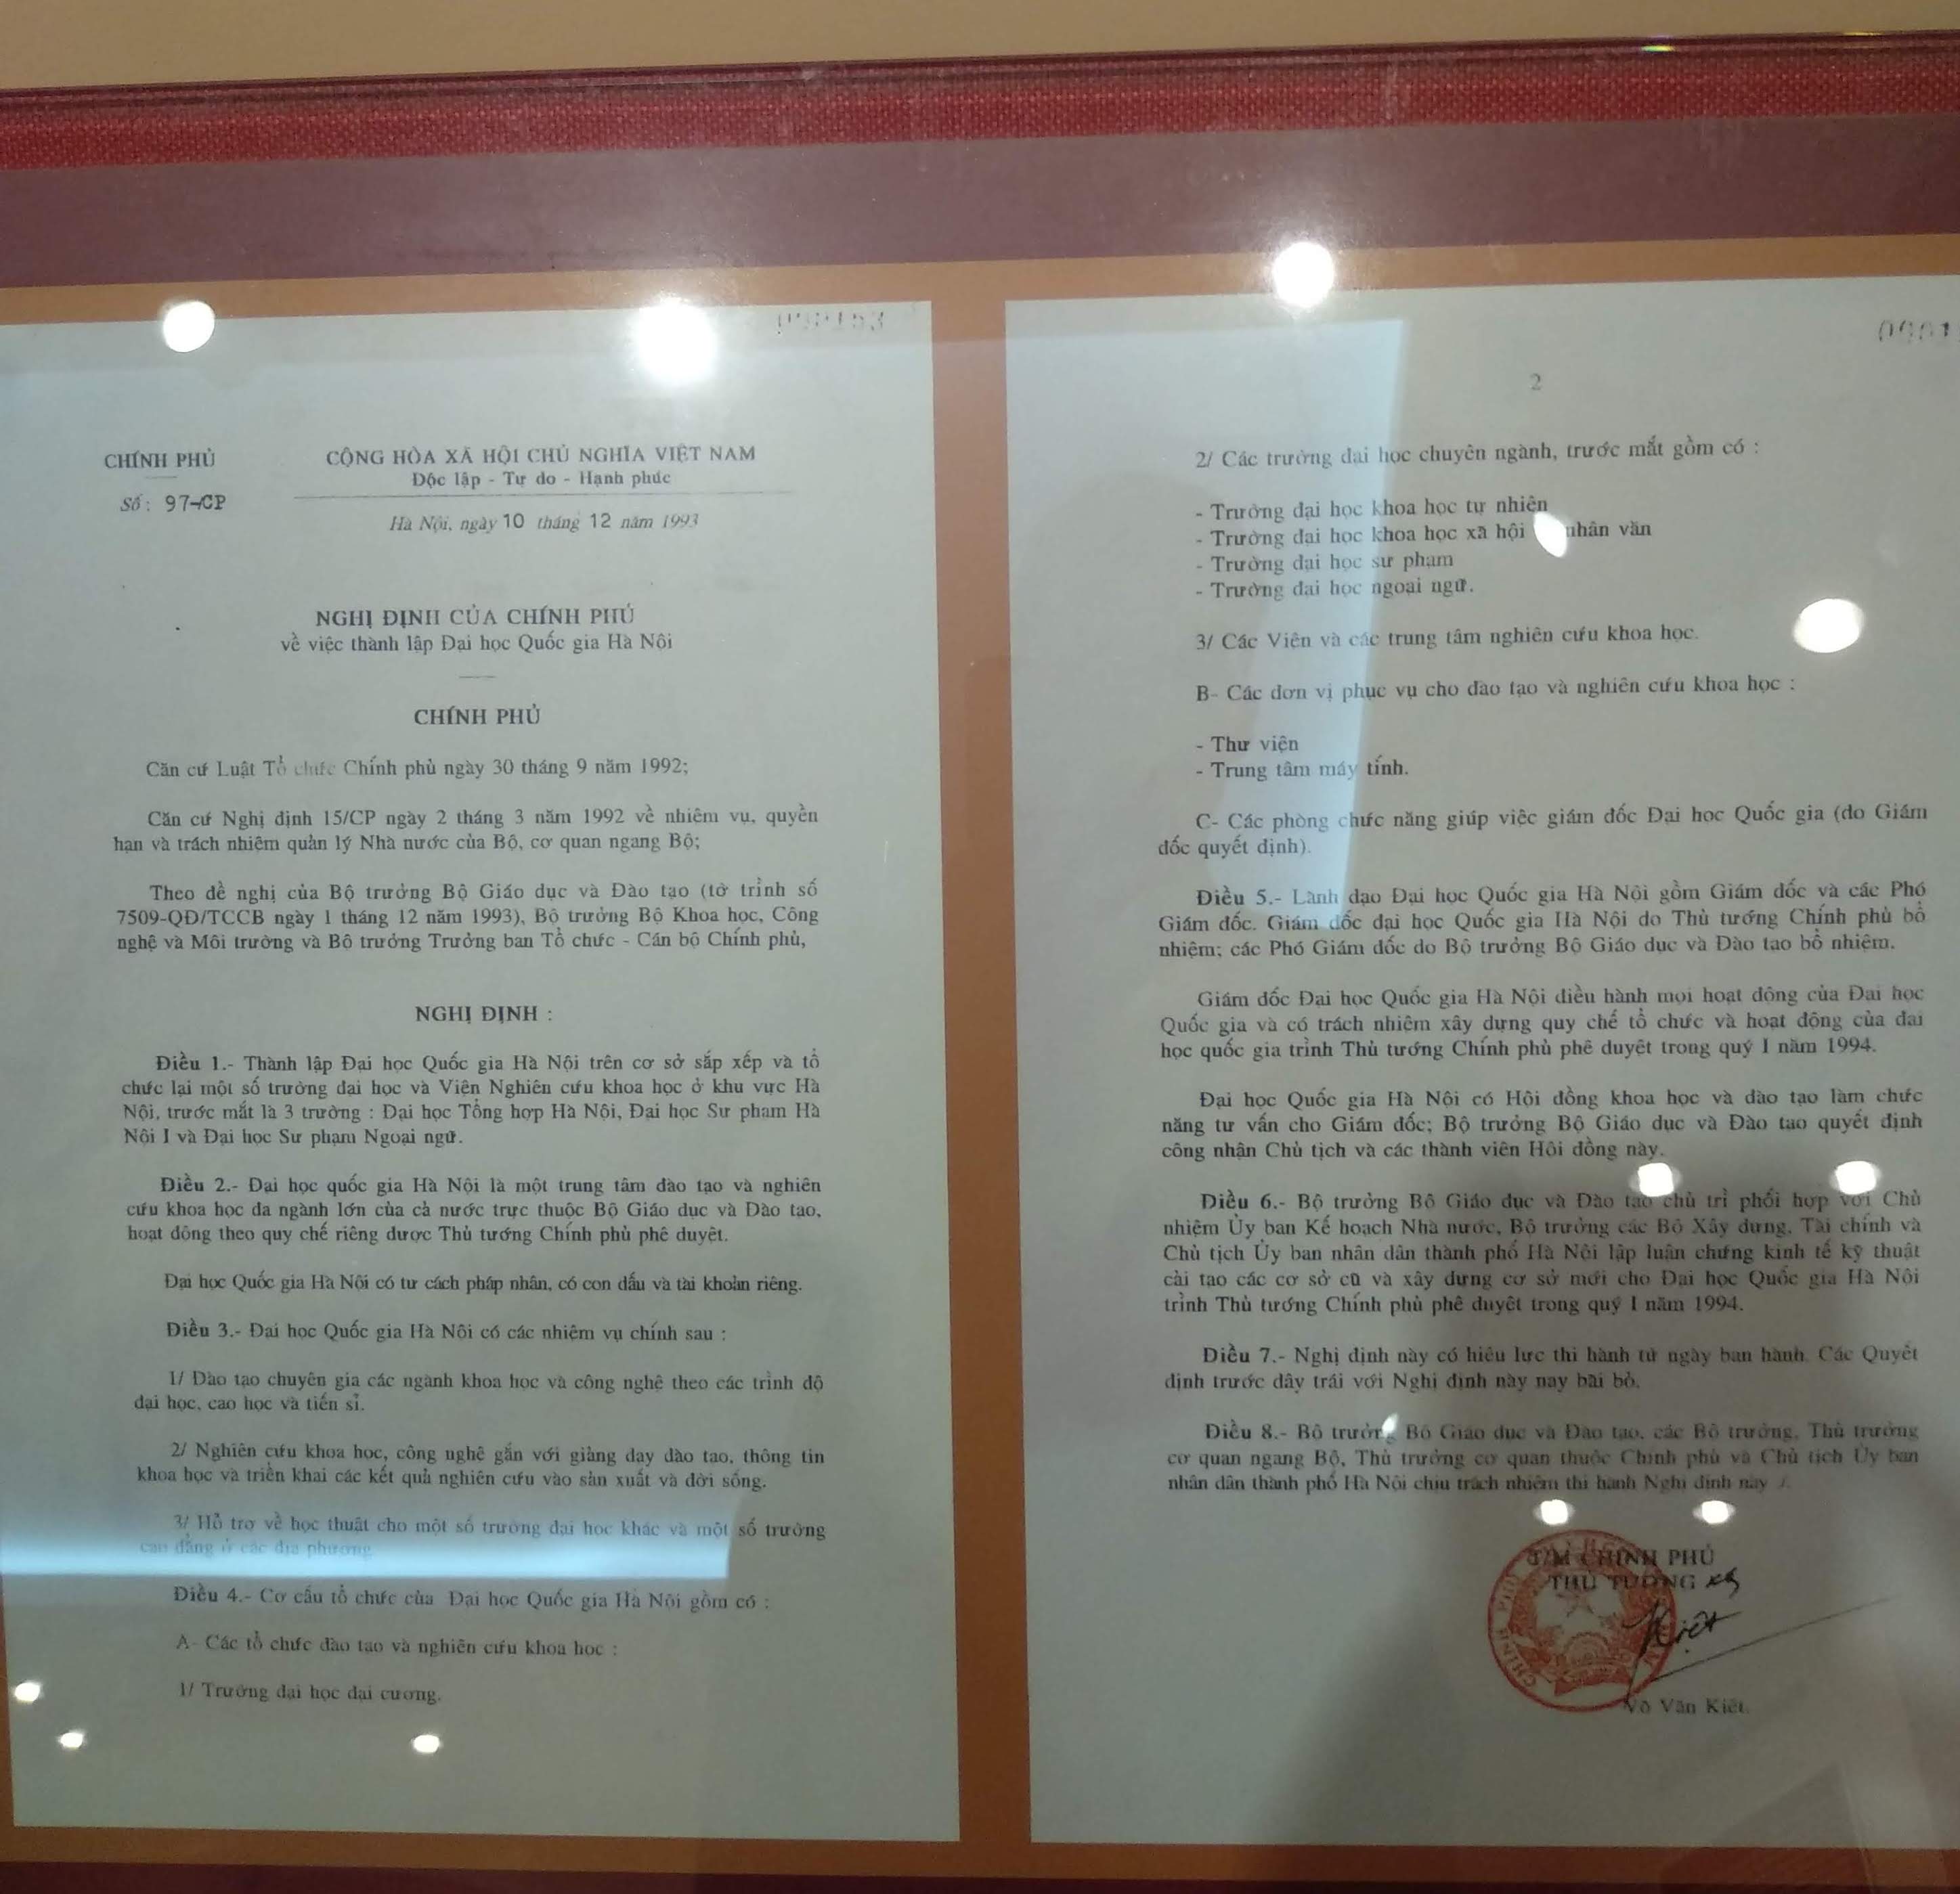 CHÍNH PHỦ
Số: 97-CP
CỘNG HÒA XÃ HỘI CHỦ NGHĨA VIỆT NAM
Độc lập - Tự do - Hạnh phúc
Hà Nội, ngày 10 tháng 12 năm 1993
NGHỊ ĐỊNH CỦA CHÍNH PHỦ
về việc thành lập Đại học Quốc gia Hà Nội
CHÍNH PHỦ
Căn cứ Luật Tổ chức Chính phủ ngày 30 tháng 9 năm 1992;
Căn cứ Nghị định 15/CP ngày 2 tháng 3 năm 1992 về nhiệm vụ, quyền
hạn và trách nhiệm quản lý Nhà nước của Bộ, cơ quan ngang Bộ;
Theo đề nghị của Bộ trưởng Bộ Giáo dục và Đào tạo (tờ trình số
7509-QĐ/TCCB ngày 1 tháng 12 năm 1993), Bộ trưởng Bộ Khoa học, Công
nghệ và Môi trường và Bộ trưởng Trưởng ban Tổ chức - Cán bộ Chính phủ,
NGHỊ ĐỊNH :
Điều 1.- Thành lập Đại học Quốc gia Hà Nội trên cơ sở sắp xếp và tổ
chức lại một số trường đại học và Viện Nghiên cứu khoa học ở khu vực Hà
Nội, trước mắt là 3 trường : Đại học Tổng hợp Hà Nội, Đại học Sư phạm Hà
Nội I và Đại học Sư phạm Ngoại ngữ.
Điều 2.- Đại học quốc gia Hà Nội là một trung tâm đào tạo và nghiên
cứu khoa học đa ngành lớn của cả nước trực thuộc Bộ Giáo dục và Đào tạo,
hoạt động theo quy chế riêng được Thủ tướng Chính phủ phê duyệt.
Đại học Quốc gia Hà Nội có tư cách pháp nhân, có con dấu và tài khoản riêng.
Điều 3.- Đại học Quốc gia Hà Nội có các nhiệm vụ chính sau :
1/ Đào tạo chuyên gia các ngành khoa học và công nghệ theo các trình độ
đại học, cao học và tiến sĩ.
2/ Nghiên cứu khoa học, công nghệ gắn với giảng dạy đào tạo, thông tin
khoa học và triển khai các kết quả nghiên cứu vào sản xuất và đời sống.
3/ Hỗ trợ về học thuật cho một số trường đại học khác và một số trường
cao đẳng ở các địa phương.
Điều 4.- Cơ cấu tổ chức của Đại học Quốc gia Hà Nội gồm có :
A- Các tổ chức đào tạo và nghiên cứu khoa học :
1/ Trường đại học đại cương.
2
2/ Các trường đại học chuyên ngành, trước mắt gồm có :
- Trường đại học khoa học tự nhiên
- Trường đại học khoa học xã hội nhân văn
- Trường đại học sư phạm
- Trường đại học ngoại ngữ.
3/ Các Viện và các trung tâm nghiên cứu khoa học.
B- Các đơn vị phục vụ cho đào tạo và nghiên cứu khoa học :
- Thư viện
- Trung tâm máy tính.
C- Các phòng chức năng giúp việc giám đốc Đại học Quốc gia (do Giám
đốc quyết định).
Điều 5.- Lãnh đạo Đại học Quốc gia Hà Nội gồm Giám đốc và các Phó
Giám đốc. Giám đốc đại học Quốc gia Hà Nội do Thủ tướng Chính phủ bổ
nhiệm; các Phó Giám đốc do Bộ trưởng Bộ Giáo dục và Đào tạo bổ nhiệm.
Giám đốc Đại học Quốc gia Hà Nội điều hành mọi hoạt động của Đại học
Quốc gia và có trách nhiệm xây dựng quy chế tổ chức và hoạt động của đại
học quốc gia trình Thủ tướng Chính phủ phê duyệt trong quý I năm 1994.
Đại học Quốc gia Hà Nội có Hội đồng khoa học và đào tạo làm chức
năng tư vấn cho Giám đốc; Bộ trưởng Bộ Giáo dục và Đào tạo quyết định
công nhận Chủ tịch và các thành viên Hội đồng này.
Điều 6.- Bộ trưởng Bộ Giáo dục và Đào tạo chủ trì phối hợp với Chủ
nhiệm Ủy ban Kế hoạch Nhà nước, Bộ trưởng các Bộ Xây dựng, Tài chính và
Chủ tịch Ủy ban nhân dân thành phố Hà Nội lập luận chứng kinh tế kỹ thuật
cải tạo các cơ sở cũ và xây dựng cơ sở mới cho Đại học Quốc gia Hà Nội
trình Thủ tướng Chính phủ phê duyệt trong quý I năm 1994.
Điều 7.- Nghị định này có hiệu lực thi hành từ ngày ban hành. Các Quyết
định trước đây trái với Nghị định này nay bãi bỏ.
Điều 8.- Bộ trưởng Bộ Giáo dục và Đào tạo, các Bộ trưởng, Thủ trưởng
cơ quan ngang Bộ, Thủ trưởng cơ quan thuộc Chính phủ và Chủ tịch Ủy ban
nhân dân thành phố Hà Nội chịu trách nhiệm thi hành Nghị định này ./.
T/M CHÍNH PHỦ
THỦ TƯỚNG
Kiệt
Võ Văn Kiệt